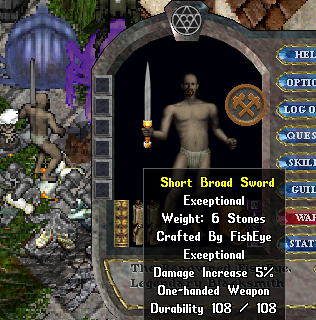 HEL
OPTIO
LOG O
QUES
SKILL
GUIL
WAR
STAT
Short Broad Sword
Exceptional
Weight: 6 Stones
Crafted By FishEye
Exceptional
Damage Increase 5%
One-handed Weapon
Durability 108 / 108